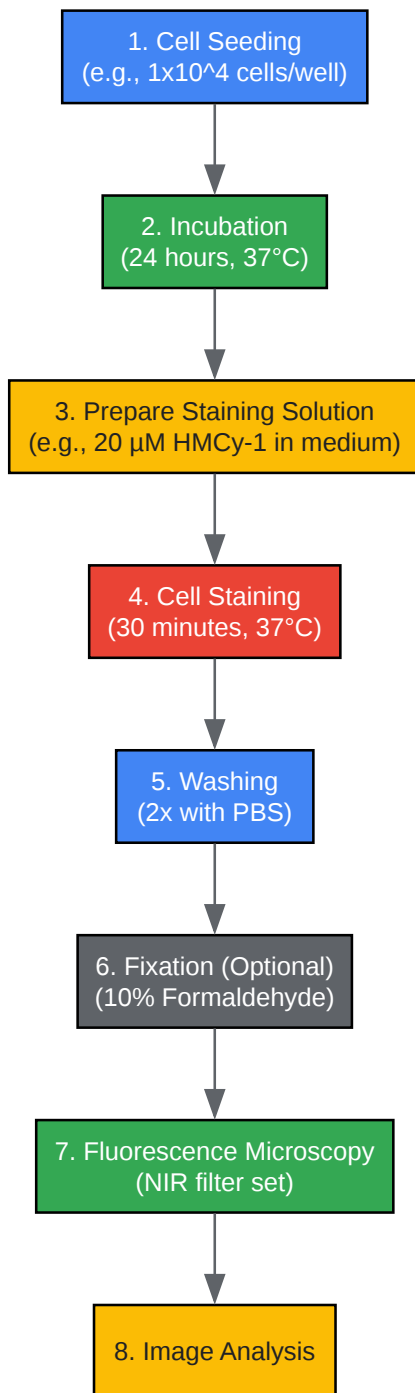 1. Cell Seeding
(e.g., 1x10^4 cells/well)
2. Incubation
(24 hours, 37°C)
3. Prepare Staining Solution
(e.g., 20 µM HMCy-1 in medium)
4. Cell Staining
(30 minutes, 37°C)
5. Washing
(2x with PBS)
6. Fixation (Optional)
(10% Formaldehyde)
7. Fluorescence Microscopy
(NIR filter set)
8. Image Analysis